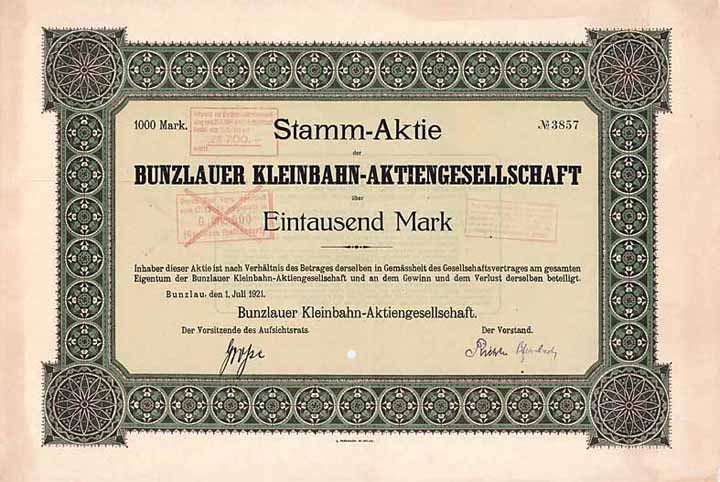 1000 Mark.
Stamm-Aktie
№ 3857
der
BUNZLAUER KLEINBAHN-AKTIENGESELLSCHAFT
über
Eintausend Mark
Inhaber dieser Aktie ist nach Verhältnis des Betrages derselben in Gemässheit des Gesellschaftsvertrages am gesamten
Eigentum der Bunzlauer Kleinbahn-Aktiengesellschaft und an dem Gewinn und dem Verlust derselben beteiligt.
Bunzlau, den 1. Juli 1921.
Bunzlauer Kleinbahn-Aktiengesellschaft.
Der Vorsitzende des Aufsichtsrats.
Der Vorstand.